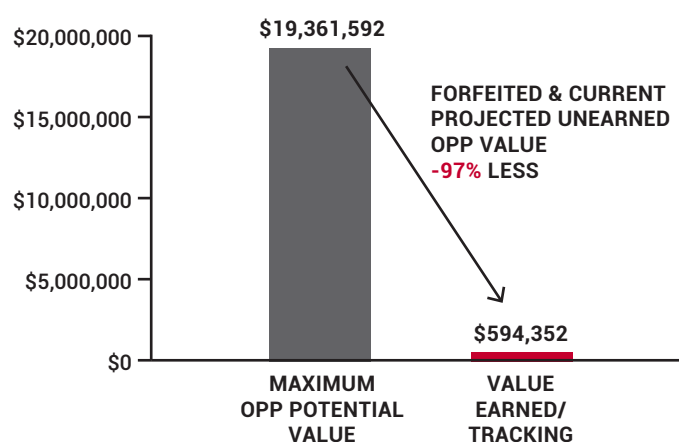 $20,000,000
$15,000,000
$10,000,000
$5,000,000
$0
$19,361,592
FORFEITED & CURRENT
PROJECTED UNEARNED
OPP VALUE
-97% LESS
$594,352
MAXIMUM
OPP POTENTIAL
VALUE
VALUE
EARNED/
TRACKING